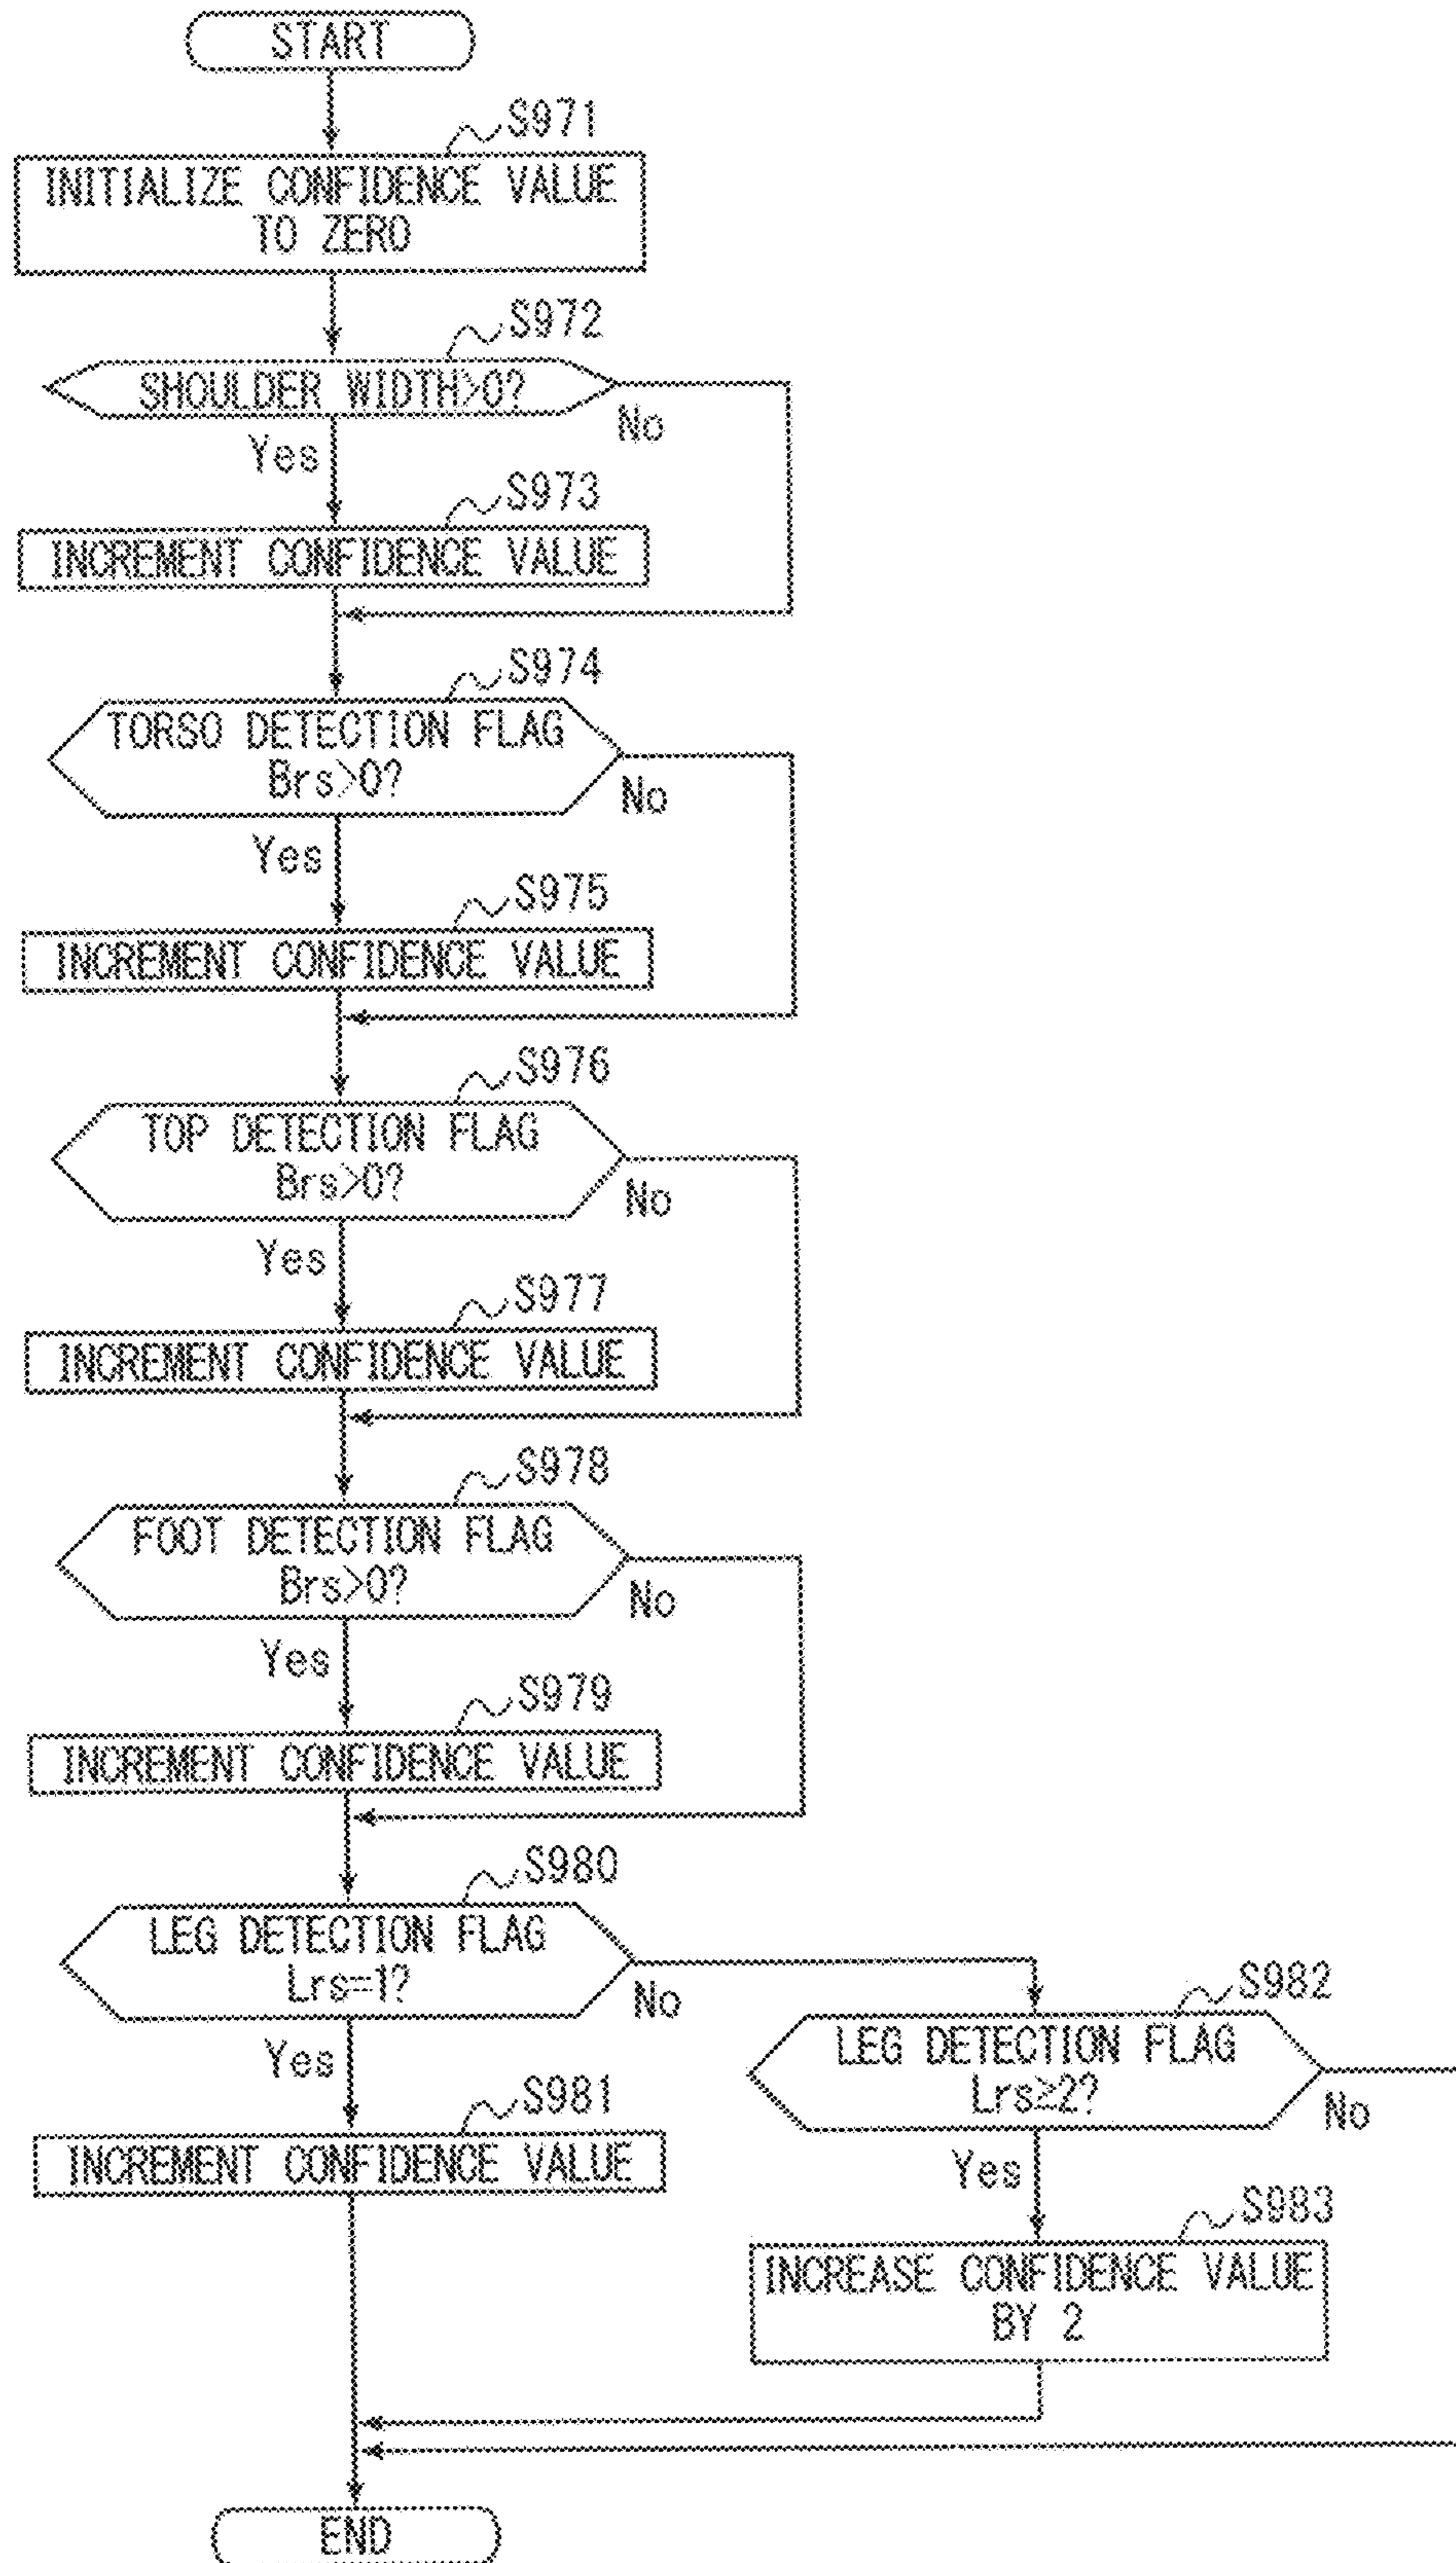 START
S971
INITIALIZE CONFIDENCE VALUE
TO ZERO
S972
SHOULDER WIDTH>0?
No
Yes
S973
INCREMENT CONFIDENCE VALUE
S974
TORSO DETECTION FLAG
Brs>0?
No
Yes
S975
INCREMENT CONFIDENCE VALUE
S976
TOP DETECTION FLAG
Brs>0?
No
Yes
S977
INCREMENT CONFIDENCE VALUE
S978
FOOT DETECTION FLAG
Brs>0?
No
Yes
S979
INCREMENT CONFIDENCE VALUE
S980
LEG DETECTION FLAG
Lrs=1?
No
Yes
S981
INCREMENT CONFIDENCE VALUE
S982
LEG DETECTION FLAG
Lrs≥2?
No
Yes
S983
INCREASE CONFIDENCE VALUE
BY 2
END